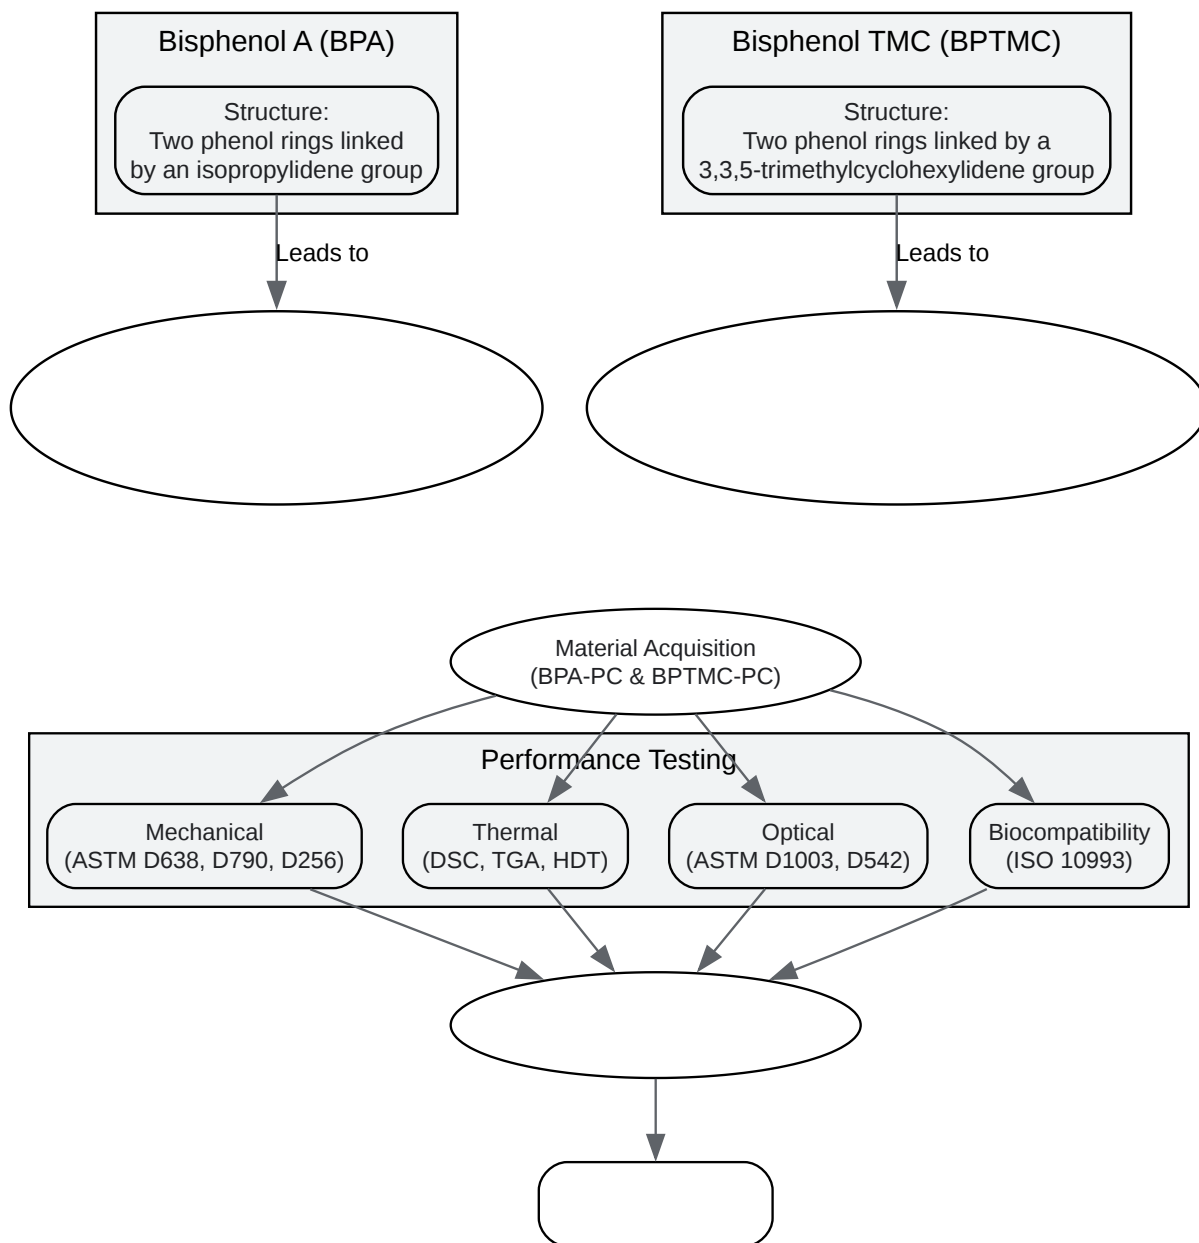 Bisphenol A (BPA)
Structure:
Two phenol rings linked
by an isopropylidene group
Leads to
Bisphenol TMC (BPTMC)
Structure:
Two phenol rings linked by a
3,3,5-trimethylcyclohexylidene group
Leads to
Material Acquisition
(BPA-PC & BPTMC-PC)
Performance Testing
Mechanical
(ASTM D638, D790, D256)
Thermal
(DSC, TGA, HDT)
Optical
(ASTM D1003, D542)
Biocompatibility
(ISO 10993)